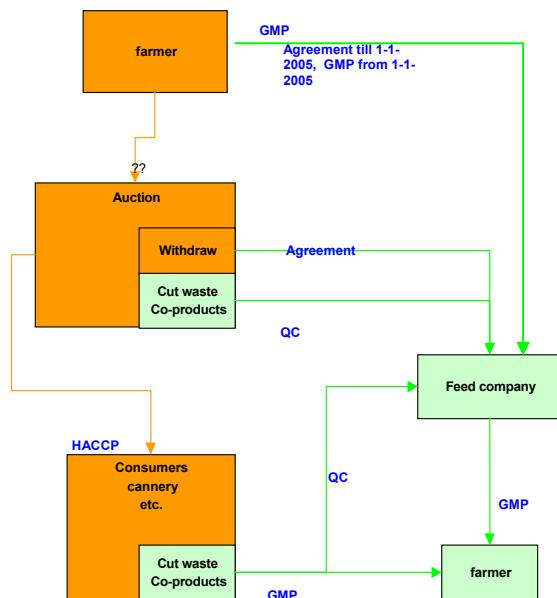 GMP
farmer
Agreement till 1-1-
2005, GMP from 1-1-
2005
??
Auction
Withdraw
Agreement
Cut waste
Co-products
QC
Feed company
HACCP
Consumers
cannery
etc.
QC
GMP
Cut waste
Co-products
farmer
GMP